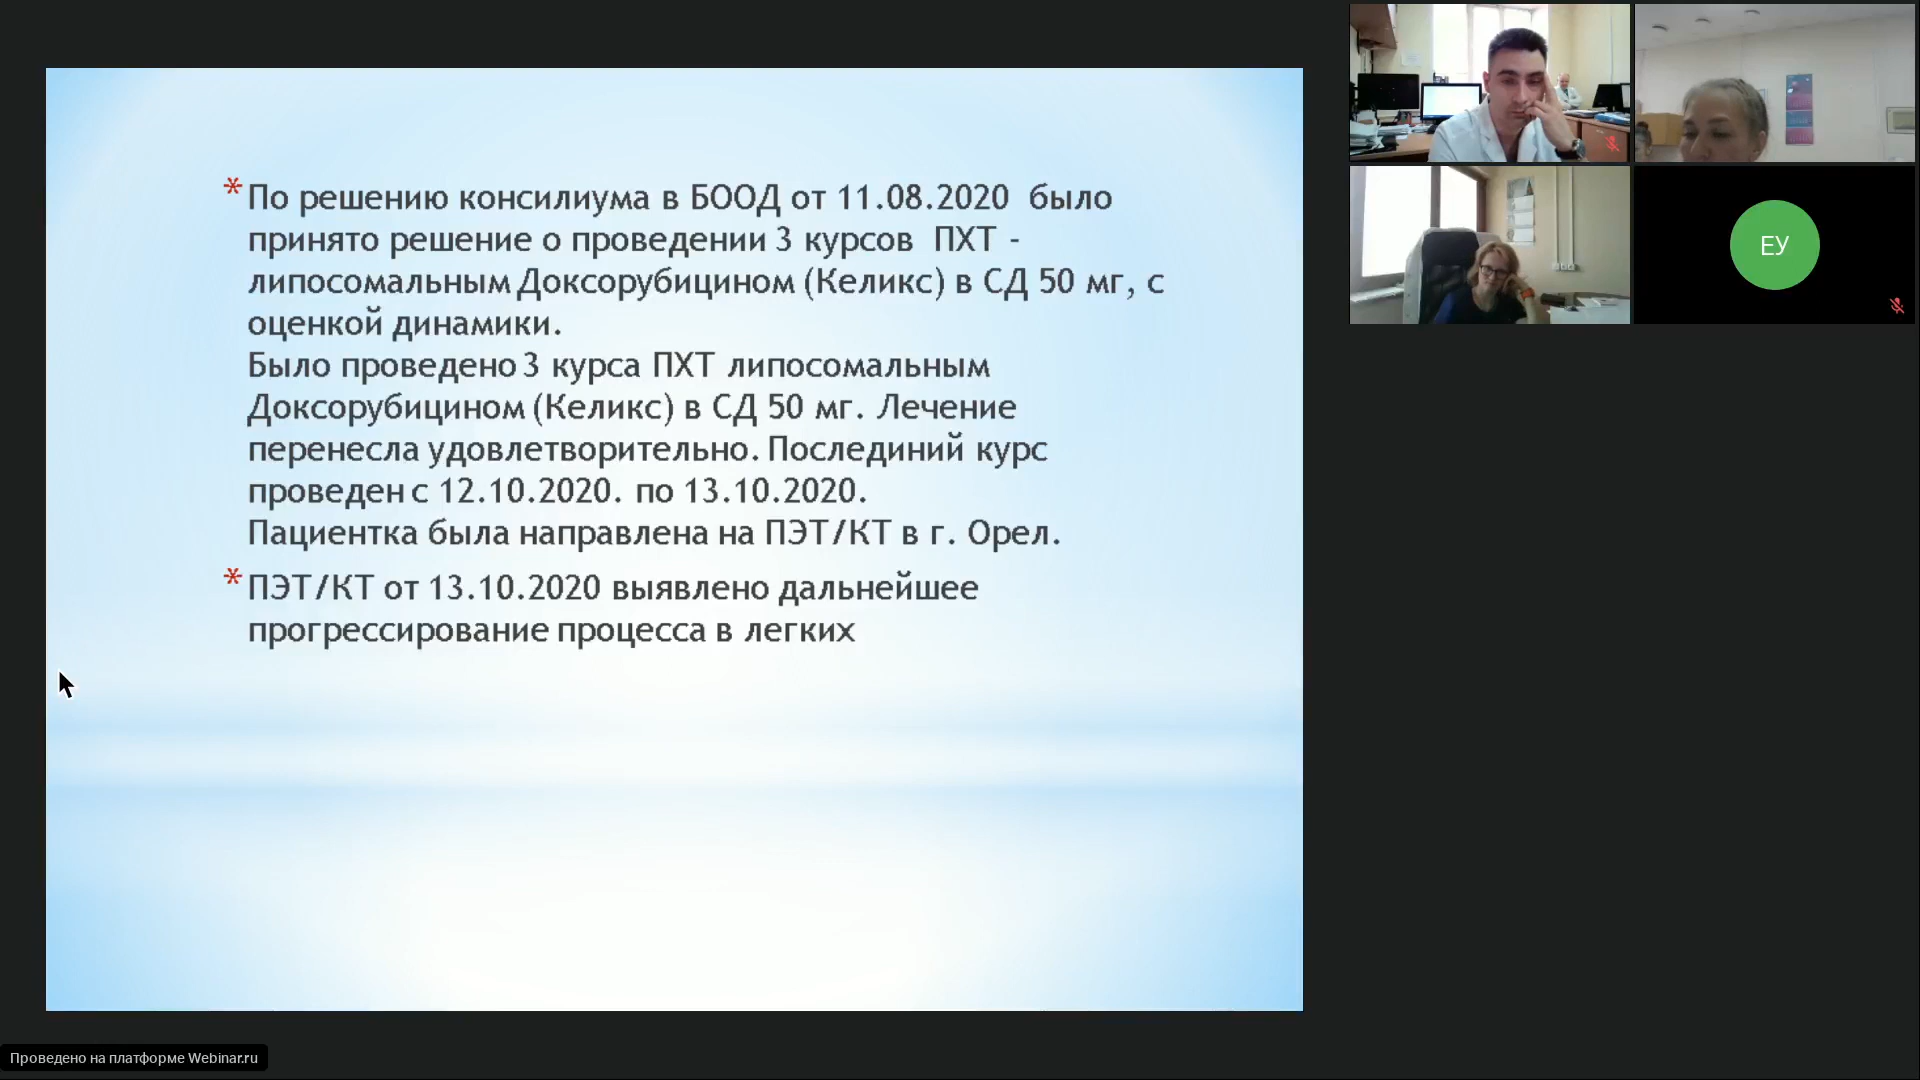 * По решению консилиума в БООД от 11.08.2020 было
принято решение о проведении 3 курсов ПХТ -
липосомальным Доксорубицином (Келикс) в СД 50 мг, с
оценкой динамики.
Было проведено 3 курса ПХТ липосомальным
Доксорубицином (Келикс) в СД 50 мг. Лечение
перенесла удовлетворительно. Послединий курс
проведен с 12.10.2020. по 13.10.2020.
Пациентка была направлена на ПЭТ/КТ в г. Орел.
* ПЭТ/КТ от 13.10.2020 выявлено дальнейшее
прогрессирование процесса в легких
ЕУ
Проведено на платформе Webinar.ru